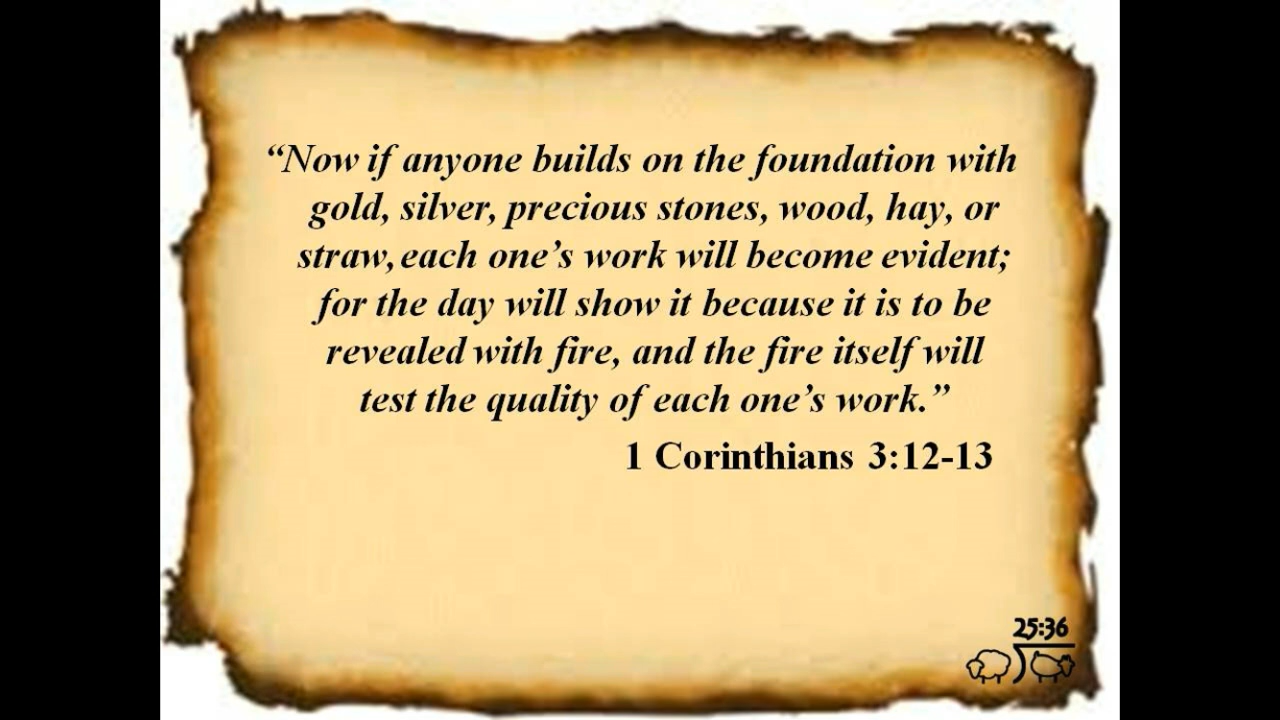 “Now if anyone builds on the foundation with
gold, silver, precious stones, wood, hay, or
straw, each one’s work will become evident;
for the day will show it because it is to be
revealed with fire, and the fire itself will
test the quality of each one’s work.”
1 Corinthians 3:12-13
25:36